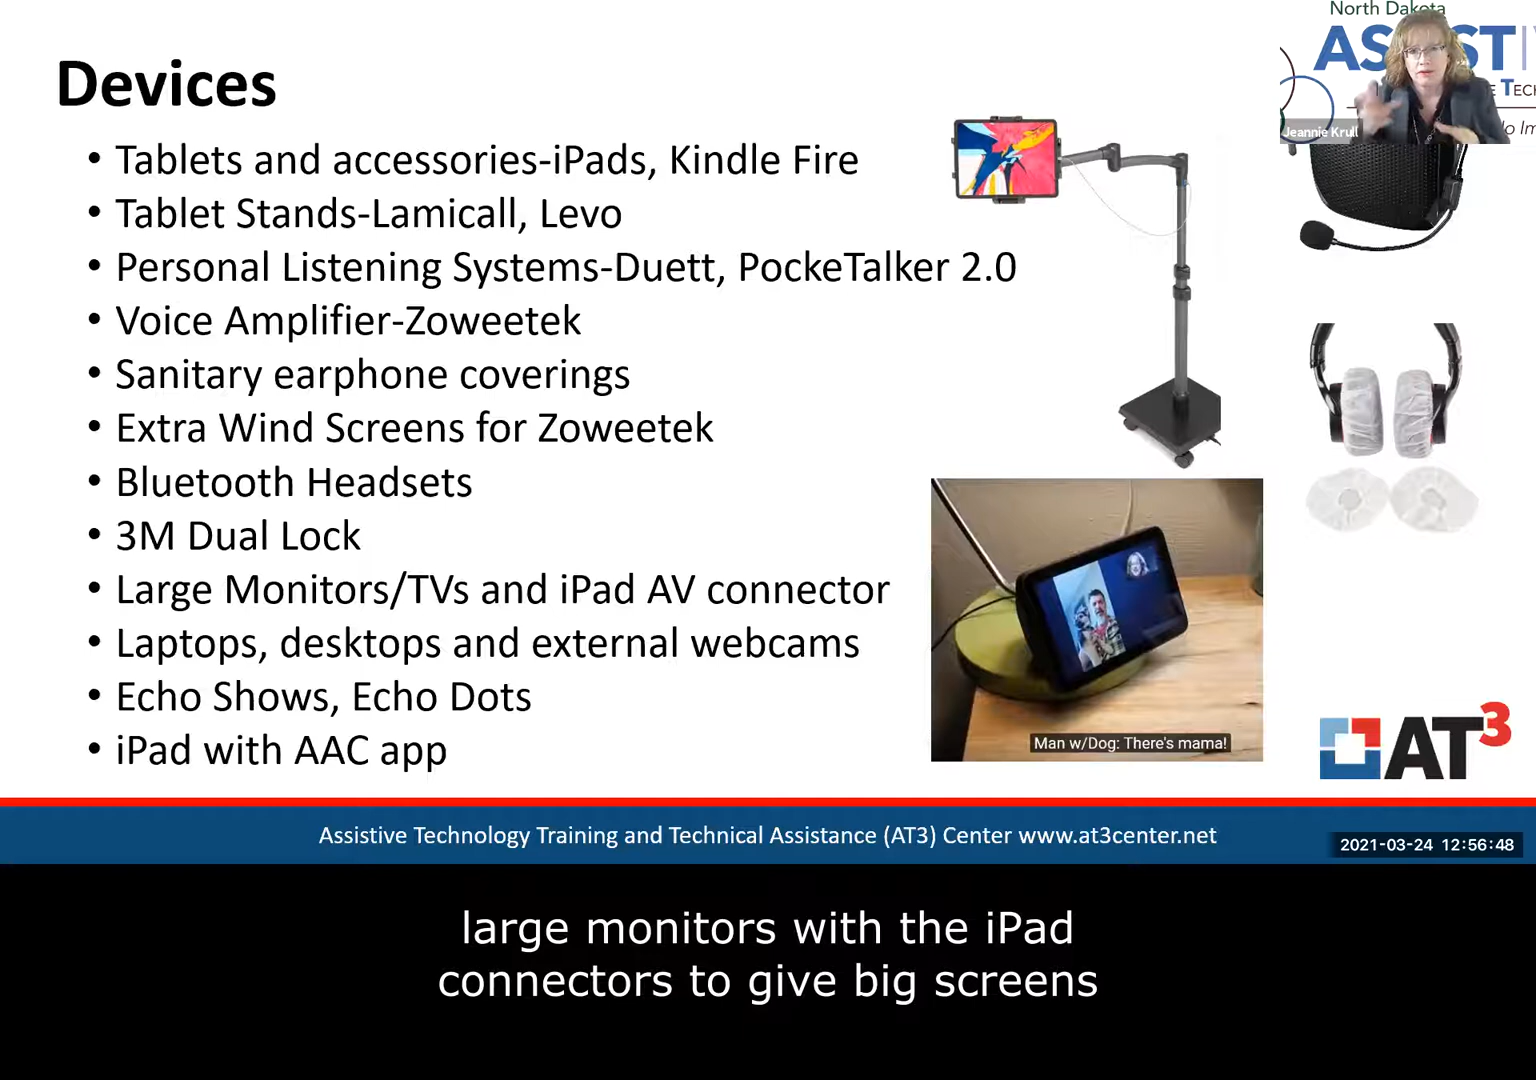 North Dakota
Devices
Jeannie Krull
• Tablets and accessories-iPads, Kindle Fire
• Tablet Stands-Lamicall, Levo
• Personal Listening Systems-Duett, PockeTalker 2.0
• Voice Amplifier-Zoweetek
• Sanitary earphone coverings
• Extra Wind Screens for Zoweetek
• Bluetooth Headsets
• 3M Dual Lock
• Large Monitors/TVs and iPad AV connector
• Laptops, desktops and external webcams
• Echo Shows, Echo Dots
• iPad with AAC app
Man w/Dog: There's mama!
AT3
Assistive Technology Training and Technical Assistance (AT3) Center www.at3center.net
2021-03-24 12:56:48
large monitors with the iPad
connectors to give big screens